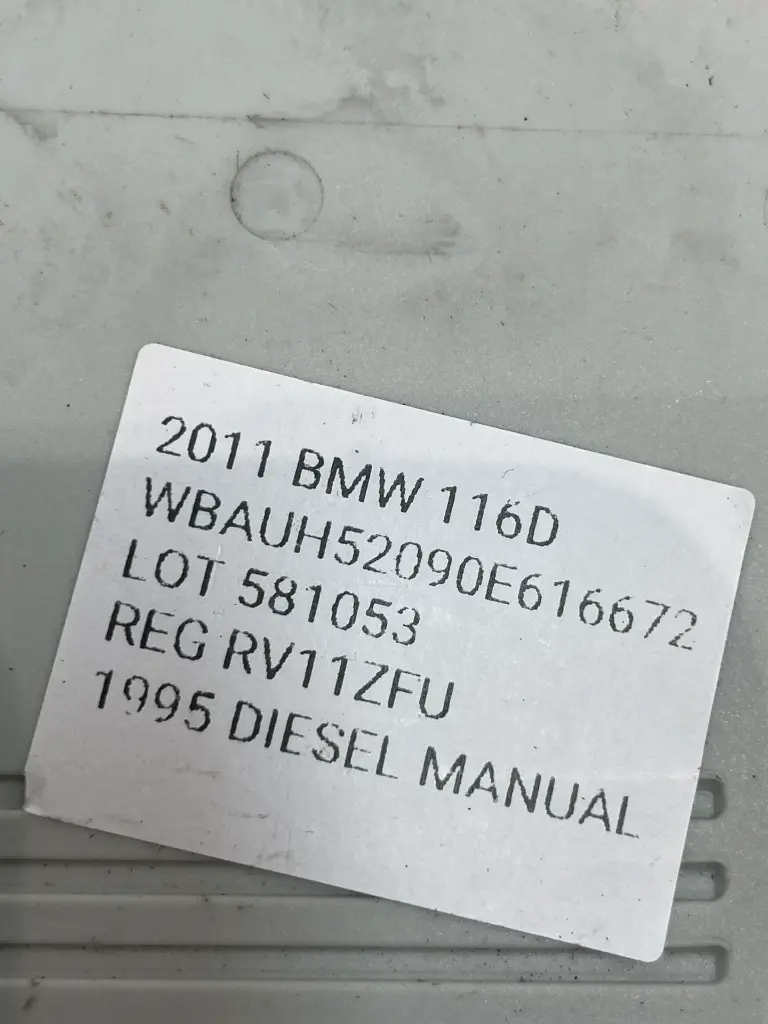 2011 BMW 116D
WBAUH52090E616672
LOT 581053
REG RV11ZFU
1995 DIESEL MANUAL